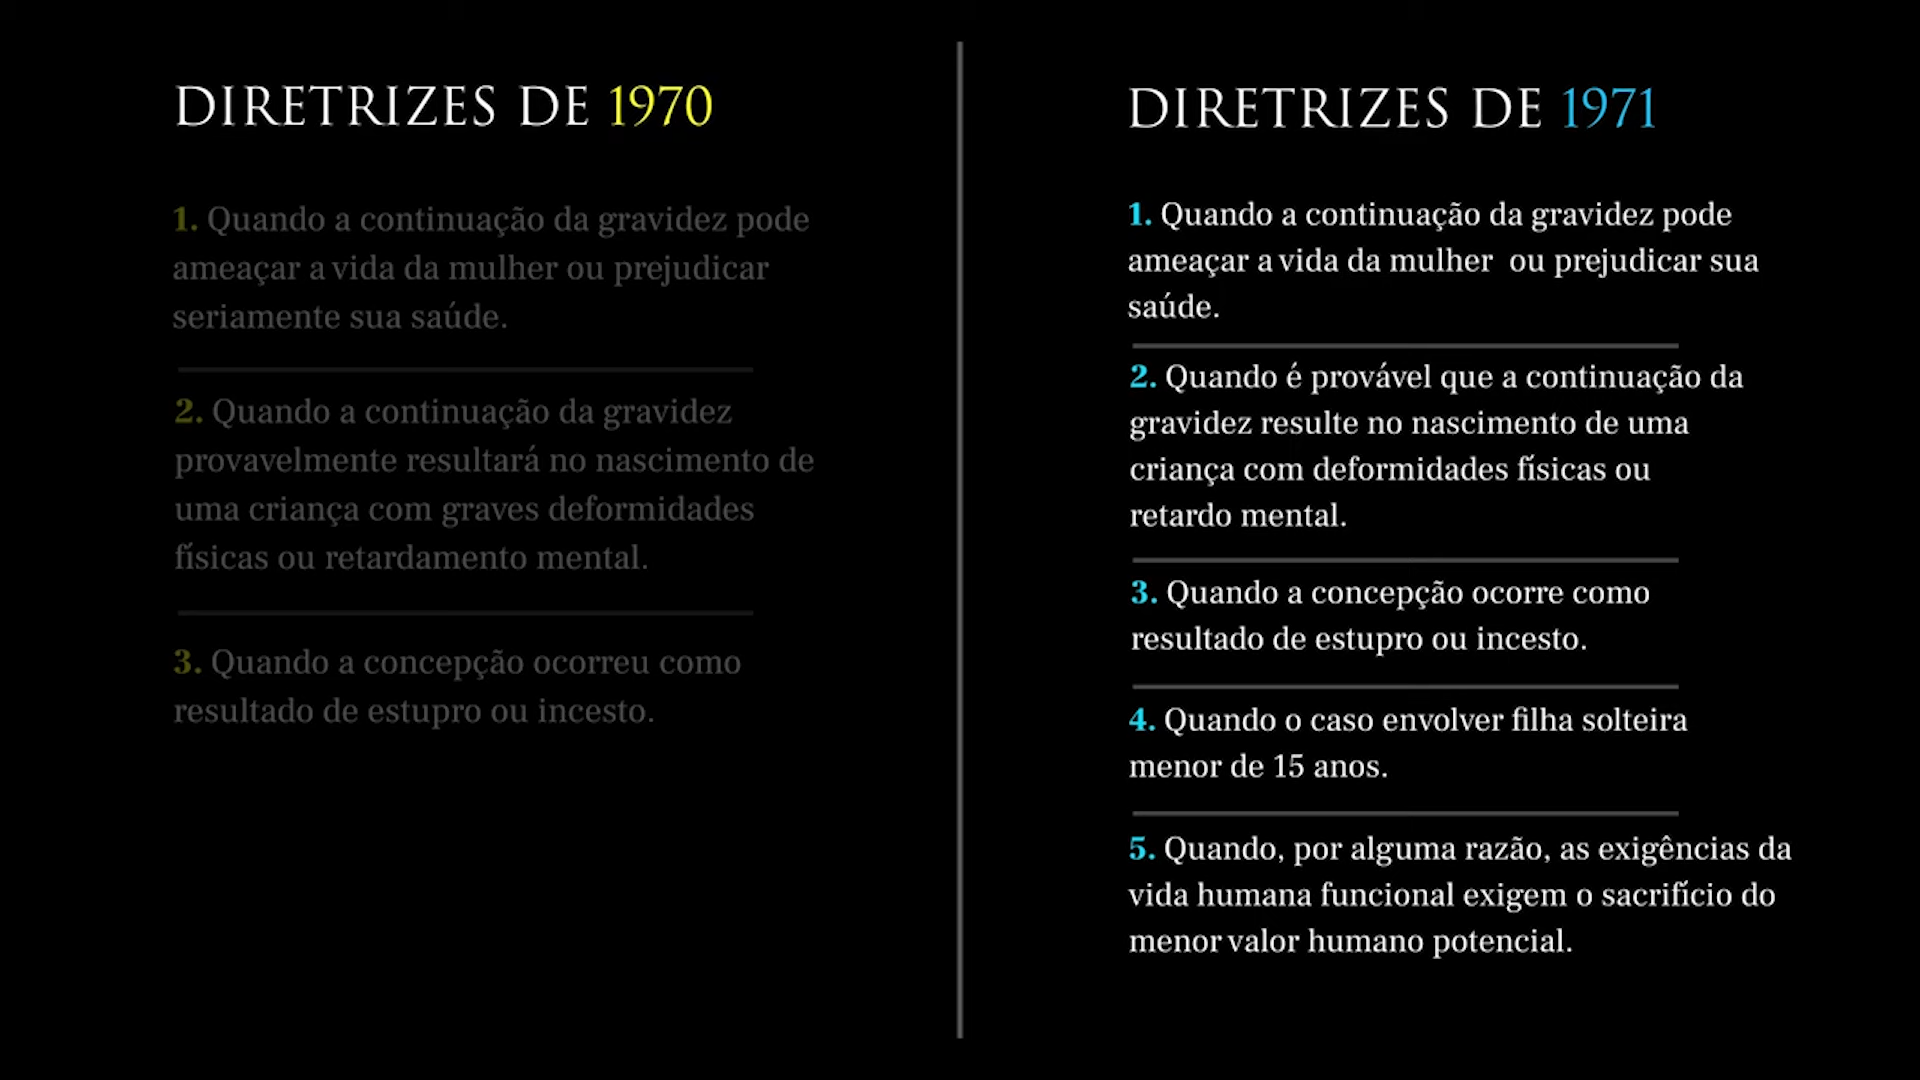 DIRETRIZES DE 1970
1. Quando a continuação da gravidez pode
ameaçar a vida da mulher ou prejudicar
seriamente sua saúde.
2. Quando a continuação da gravidez
provavelmente resultará no nascimento de
uma criança com graves deformidades
físicas ou retardamento mental.
3. Quando a concepção ocorreu como
resultado de estupro ou incesto.
DIRETRIZES DE 1971
1. Quando a continuação da gravidez pode
ameaçar a vida da mulher ou prejudicar sua
saúde.
2. Quando é provável que a continuação da
gravidez resulte no nascimento de uma
criança com deformidades físicas ou
retardo mental.
3. Quando a concepção ocorre como
resultado de estupro ou incesto.
4. Quando o caso envolver filha solteira
menor de 15 anos.
5. Quando, por alguma razão, as exigências da
vida humana funcional exigem o sacrifício do
menor valor humano potencial.